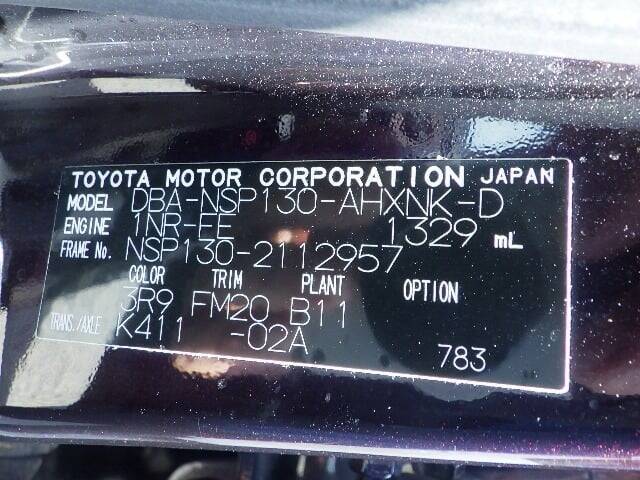 TOYOTA MOTOR CORPORATION JAPAN
MODEL DBA-NSP130-AHXNK-D
ENGINE 1NR-FE 1329 mL
FRAME No. NSP130-2112957
COLOR TRIM PLANT OPTION
3R9 FM20 B11
TRANS./AXLE K411 -02A
783